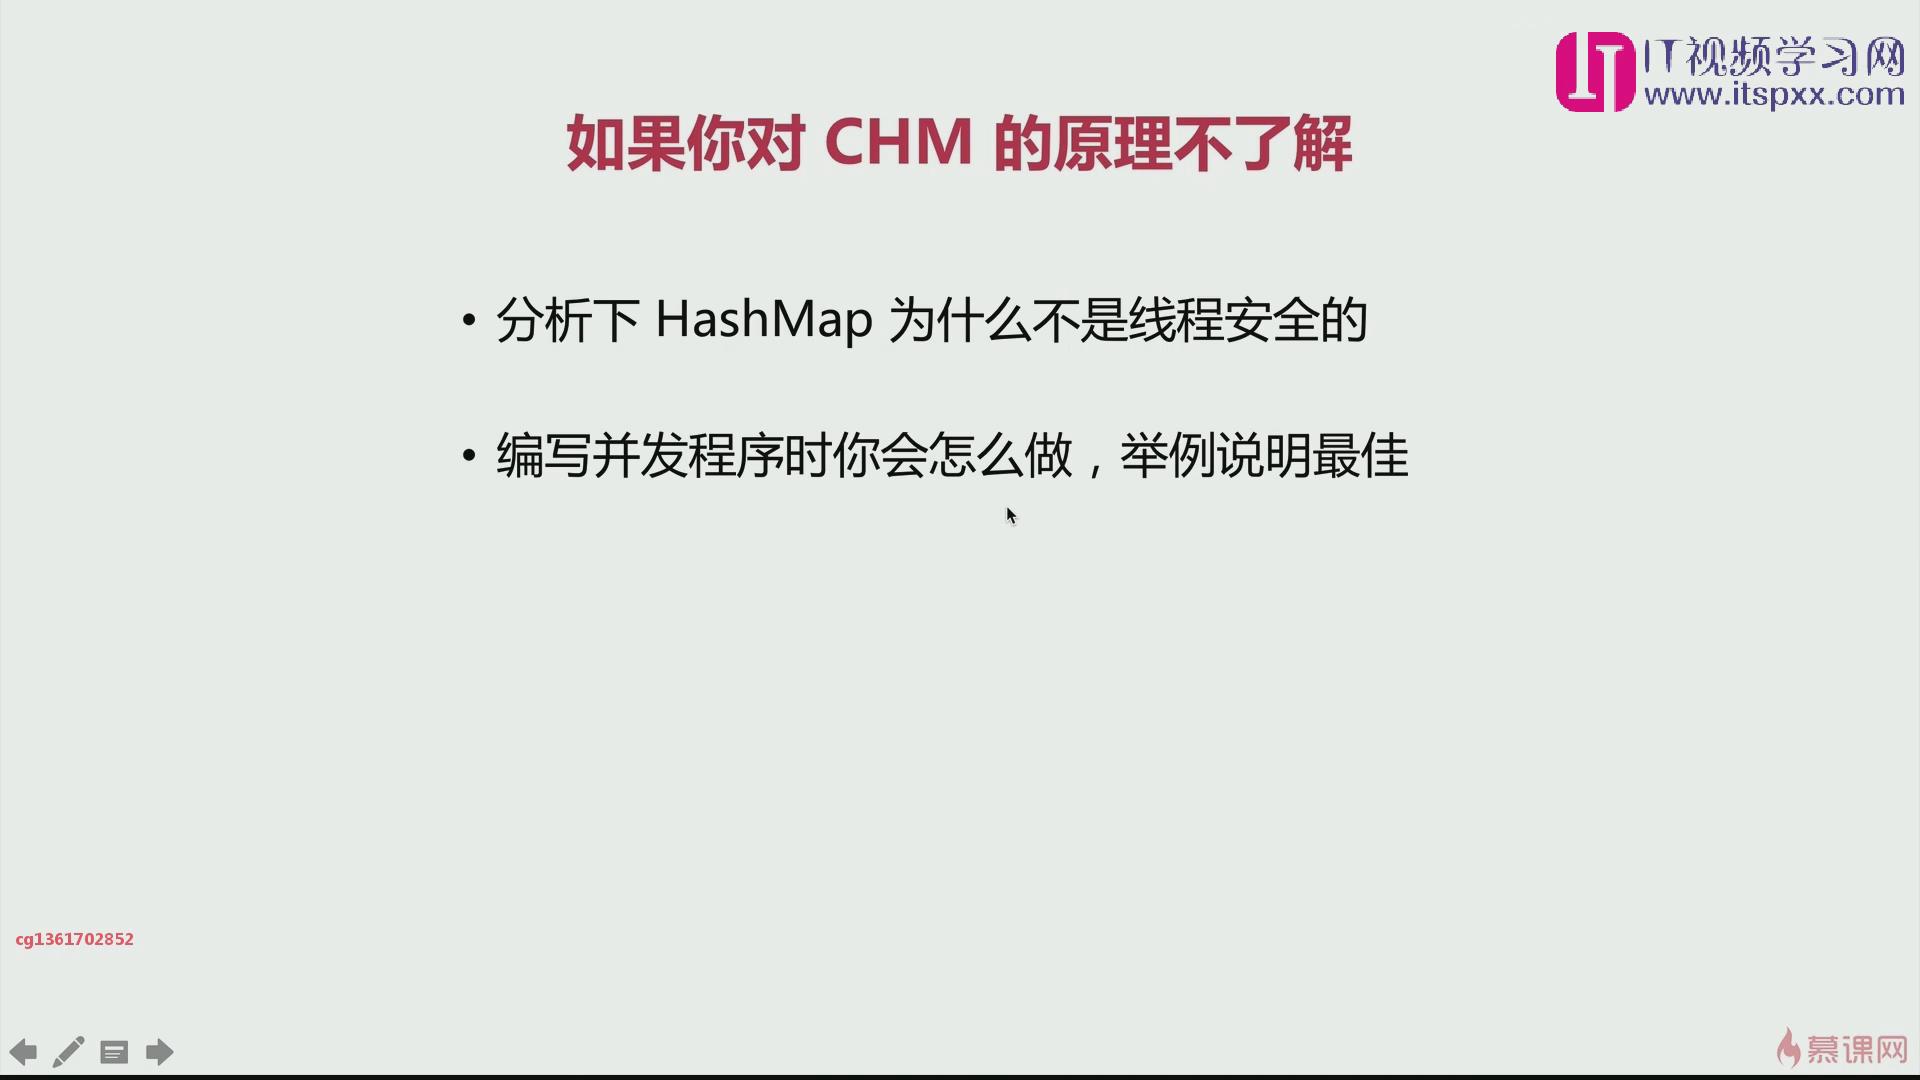 IT视频学习网
www.itspxx.com
如果你对 CHM 的原理不了解
• 分析下 HashMap 为什么不是线程安全的
• 编写并发程序时你会怎么做，举例说明最佳
cg1361702852
慕课网